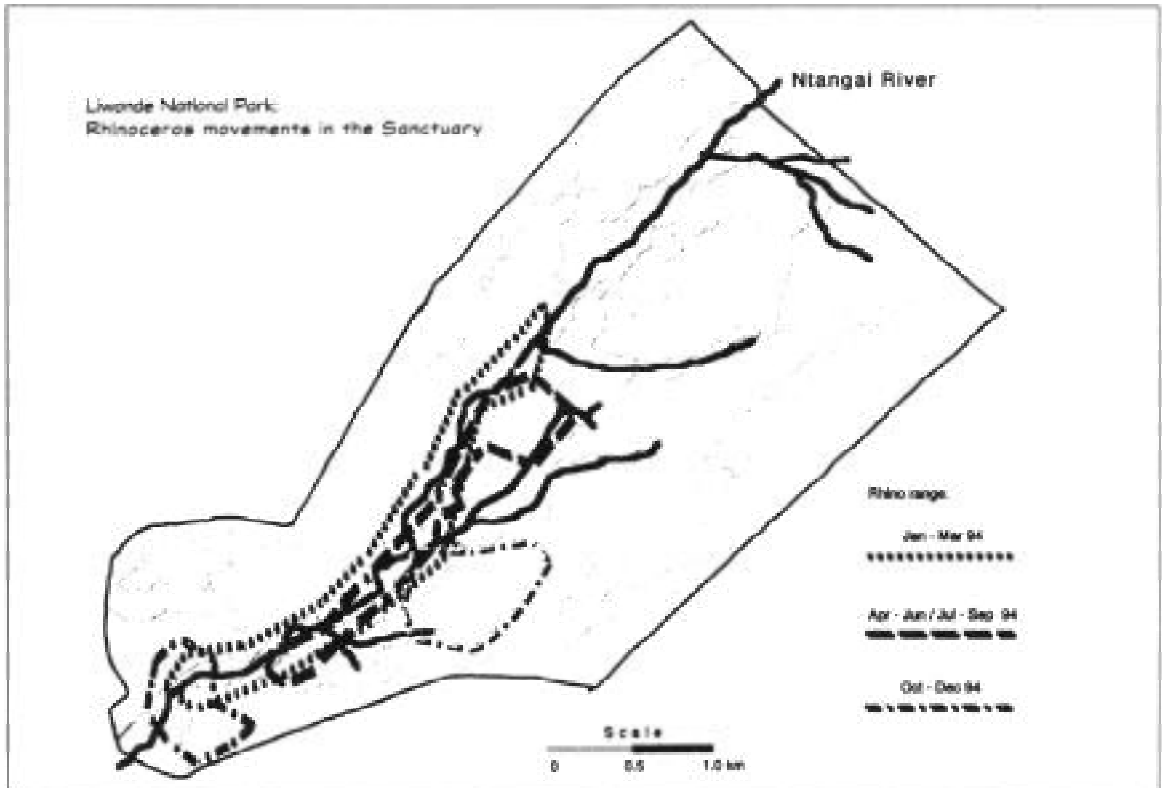 Ntangai River
Liwonde National Park:
Rhinoceros movements in the Sanctuary
Rhino range.
Jan - Mar 94
Apr - Jun / Jul - Sep 94
Oct - Dec 94
Scale
0 0.5 1.0 km